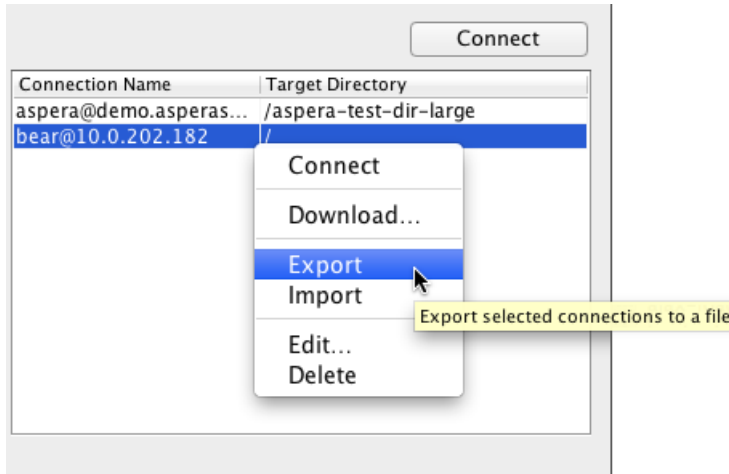 Connect
Connection Name Target Directory
aspera@demo.asperas... /aspera-test-dir-large
bear@10.0.202.182 /
Connect
Download...
Export
Import
Export selected connections to a file
Edit...
Delete